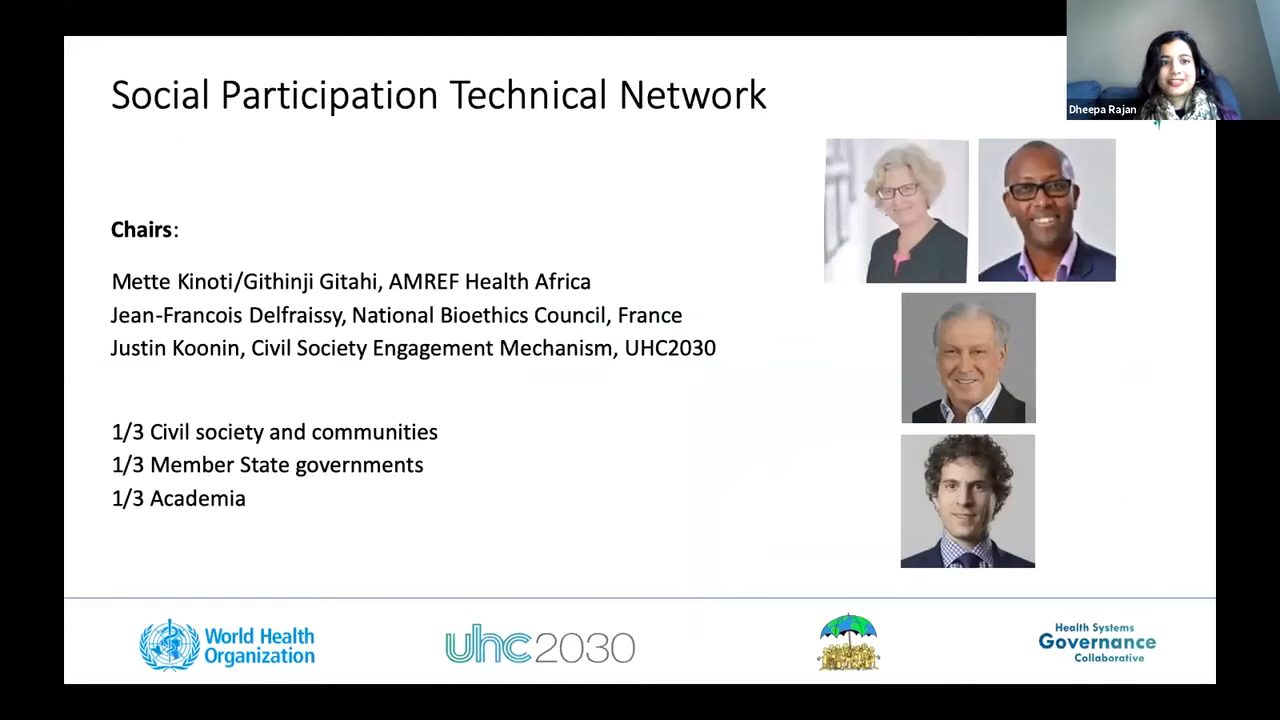 Social Participation Technical Network
Dheepa Rajan
Chairs:
Mette Kinoti/Githinji Gitahi, AMREF Health Africa
Jean-Francois Delfraissy, National Bioethics Council, France
Justin Koonin, Civil Society Engagement Mechanism, UHC2030
1/3 Civil society and communities
1/3 Member State governments
1/3 Academia
World Health
Organization
uhc2030
Health Systems
Governance
Collaborative